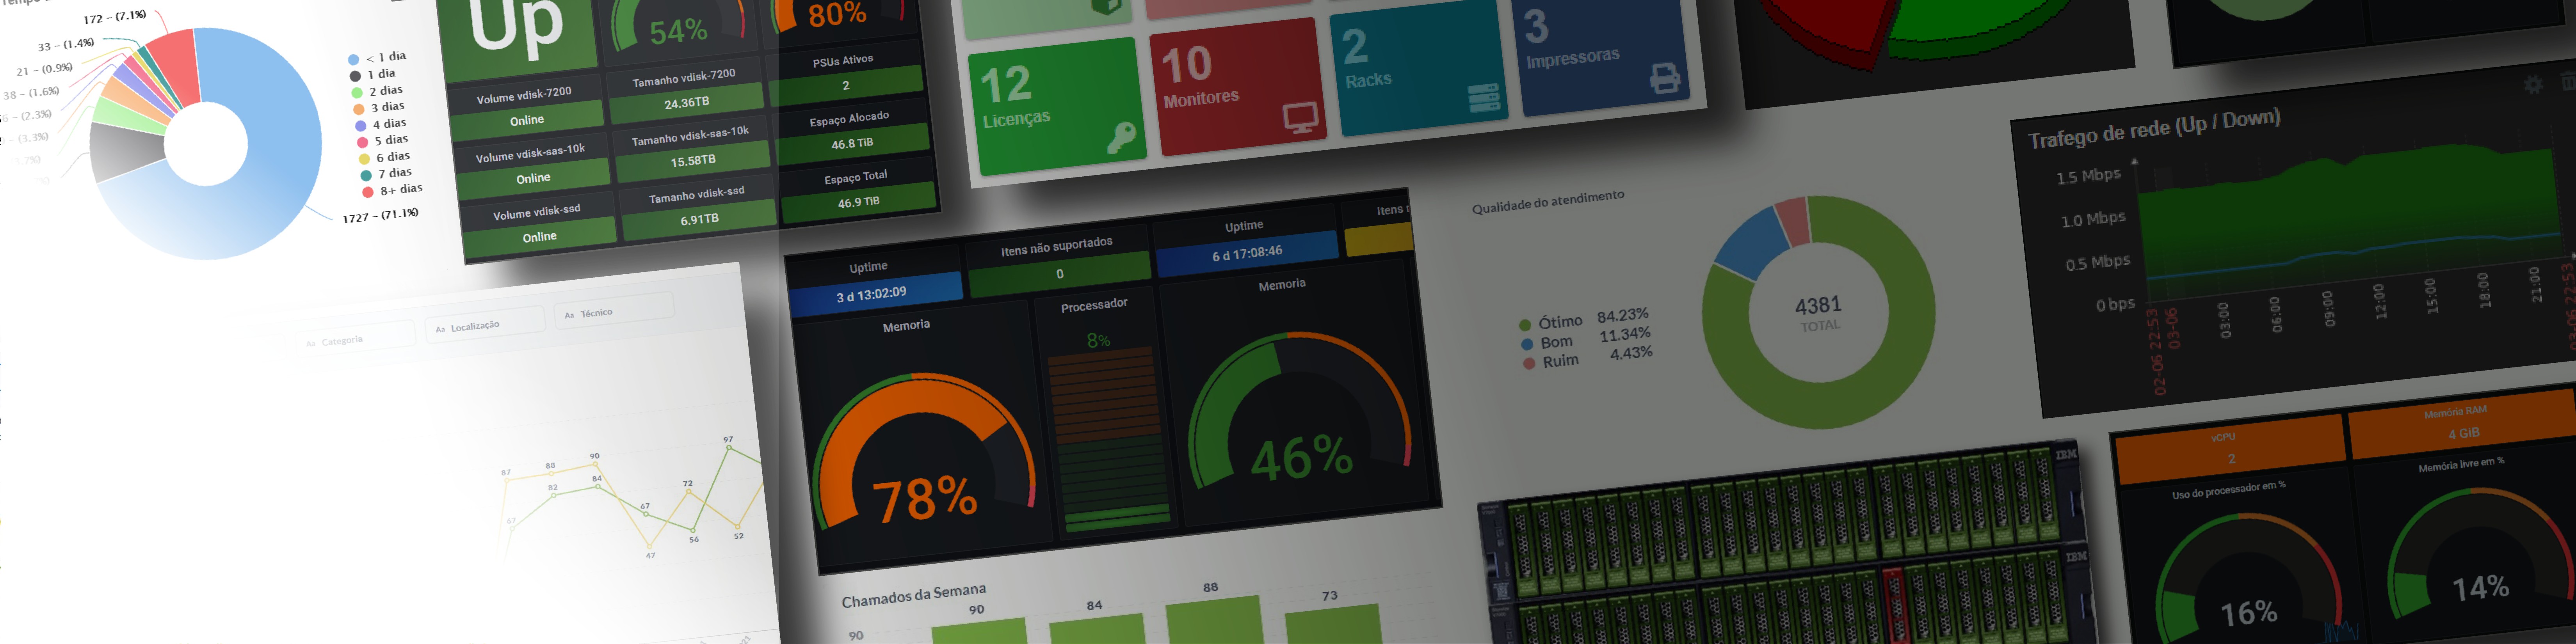 172 – (7.1%)
33 – (1.4%)
21 – (0.9%)
38 – (1.6%)
(2.3%)
(3.3%)
1727 – (71.1%)
< 1 dia
1 dia
2 dias
3 dias
4 dias
5 dias
6 dias
7 dias
8+ dias
Up
54%
80%
Volume vdisk-7200
Online
Tamanho vdisk-7200
24.36TB
PSUs Ativos
2
Volume vdisk-sas-10k
Online
Tamanho vdisk-sas-10k
15.58TB
Espaço Alocado
46.8 TiB
Volume vdisk-ssd
Online
Tamanho vdisk-ssd
6.91TB
Espaço Total
46.9 TiB
12
Licenças
10
Monitores
2
Racks
3
Impressoras
Trafego de rede (Up / Down)
1.5 Mbps
1.0 Mbps
0.5 Mbps
0 bps
02-06 22:53
03-06
03:00
06:00
09:00
12:00
15:00
18:00
21:00
03-06 22:53
Aa Categoria
Aa Localização
Aa Técnico
87
88
90
67
82
84
67
72
97
47
56
52
Uptime
3 d 13:02:09
Itens não suportados
0
Uptime
6 d 17:08:46
Itens
Memoria
78%
Processador
8%
Memoria
46%
Qualidade do atendimento
Ótimo 84.23%
Bom 11.34%
Ruim 4.43%
4381
TOTAL
Chamados da Semana
90
90
84
88
73
IBM
IBM
vCPU
2
Memória RAM
4 GiB
Uso do processador em %
16%
Memória livre em %
14%